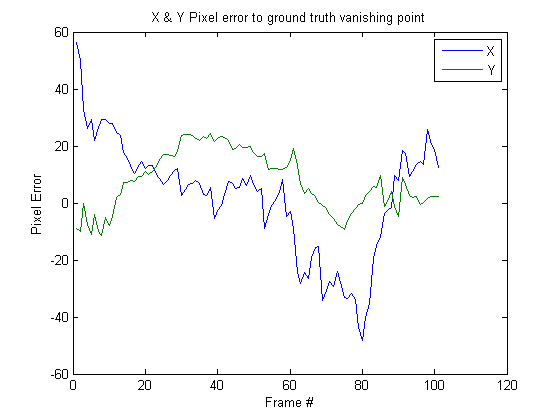 X & Y Pixel error to ground truth vanishing point
60
40
20
0
-20
-40
-60
Pixel Error
X
Y
0
20
40
60
80
100
120
Frame #